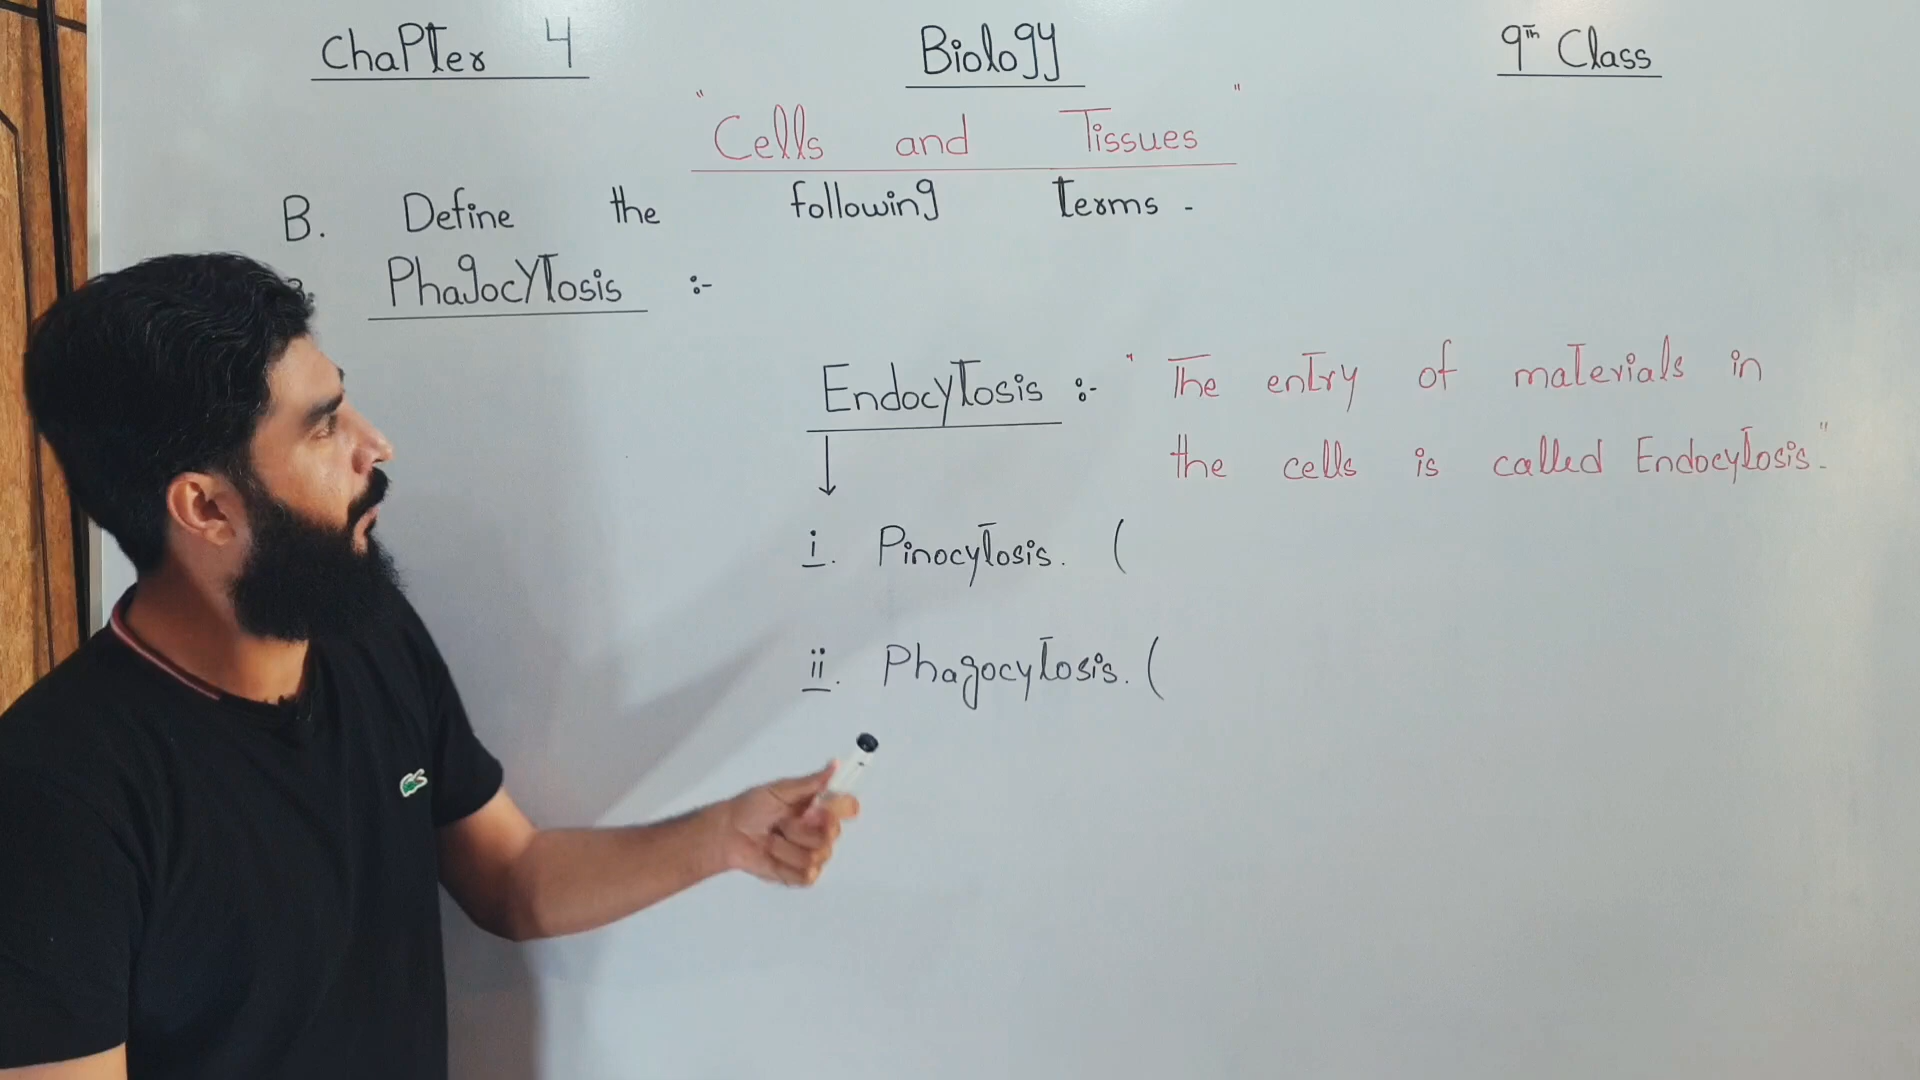 Chapter 4 Biology 9th Class
" Cells and Tissues "
B. Define the following terms.
Phagocytosis :-
Endocytosis :- " The entry of materials in
the cells is called Endocytosis."
i. Pinocytosis. (
ii. Phagocytosis. (